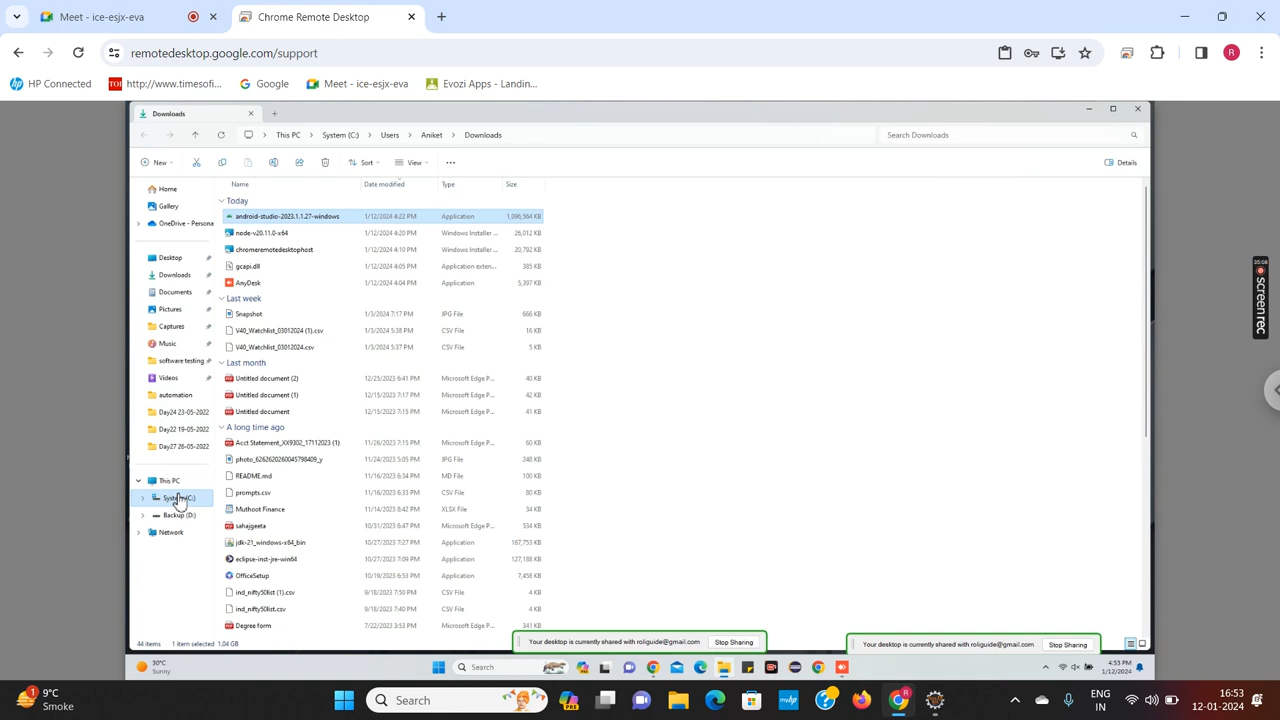 Meet - ice-esjx-eva
Chrome Remote Desktop
remotedesktop.google.com/support
R
HP Connected
http://www.timesofi...
Google
Meet - ice-esjx-eva
Evozi Apps - Landin...
Downloads
This PC
System (C:)
Users
Aniket
Downloads
Search Downloads
New
Sort
View
Details
Name
Date modified
Type
Size
Home
Gallery
OneDrive - Persona
Desktop
Downloads
Documents
Pictures
Captures
Music
software testing
Videos
automation
Day24 23-05-2022
Day22 19-05-2022
Day27 26-05-2022
This PC
System (C:)
Backup (D:)
Network
Today
android-studio-2023.1.1.27-windows 1/12/2024 4:22 PM Application 1,096,564 KB
node-v20.11.0-x64 1/12/2024 4:20 PM Windows Installer ... 26,012 KB
chromeremotedesktophost 1/12/2024 4:10 PM Windows Installer ... 20,792 KB
gcapi.dll 1/12/2024 4:05 PM Application exten... 385 KB
AnyDesk 1/12/2024 4:04 PM Application 5,397 KB
Last week
Snapshot 1/3/2024 7:17 PM JPG File 666 KB
V40_Watchlist_03012024 (1).csv 1/3/2024 5:38 PM CSV File 16 KB
V40_Watchlist_03012024.csv 1/3/2024 5:37 PM CSV File 5 KB
Last month
Untitled document (2) 12/25/2023 6:41 PM Microsoft Edge P... 40 KB
Untitled document (1) 12/15/2023 7:17 PM Microsoft Edge P... 42 KB
Untitled document 12/15/2023 7:15 PM Microsoft Edge P... 41 KB
A long time ago
Acct Statement_XX9302_17112023 (1) 11/26/2023 7:15 PM Microsoft Edge P... 60 KB
photo_6262620260045798409_y 11/24/2023 5:05 PM JPG File 248 KB
README.md 11/16/2023 6:34 PM MD File 100 KB
prompts.csv 11/16/2023 6:33 PM CSV File 80 KB
Muthoot Finance 11/14/2023 8:42 PM XLSX File 34 KB
sahajgeeta 10/31/2023 6:47 PM Microsoft Edge P... 534 KB
jdk-21_windows-x64_bin 10/27/2023 7:27 PM Application 167,753 KB
eclipse-inst-jre-win64 10/27/2023 7:09 PM Application 127,188 KB
OfficeSetup 10/19/2023 6:53 PM Application 7,458 KB
ind_nifty50list (1).csv 9/18/2023 7:50 PM CSV File 4 KB
ind_nifty50list.csv 9/18/2023 7:40 PM CSV File 4 KB
Degree form 7/22/2023 3:53 PM Microsoft Edge P... 341 KB
44 items 1 item selected 1.04 GB
Your desktop is currently shared with roliguide@gmail.com Stop Sharing
Your desktop is currently shared with roliguide@gmail.com Stop Sharing
35:08
screenrec
30°C
Sunny
Search
4:53 PM
1/12/2024
1
9°C
Smoke
Search
ENG
IN
16:53
12-01-2024